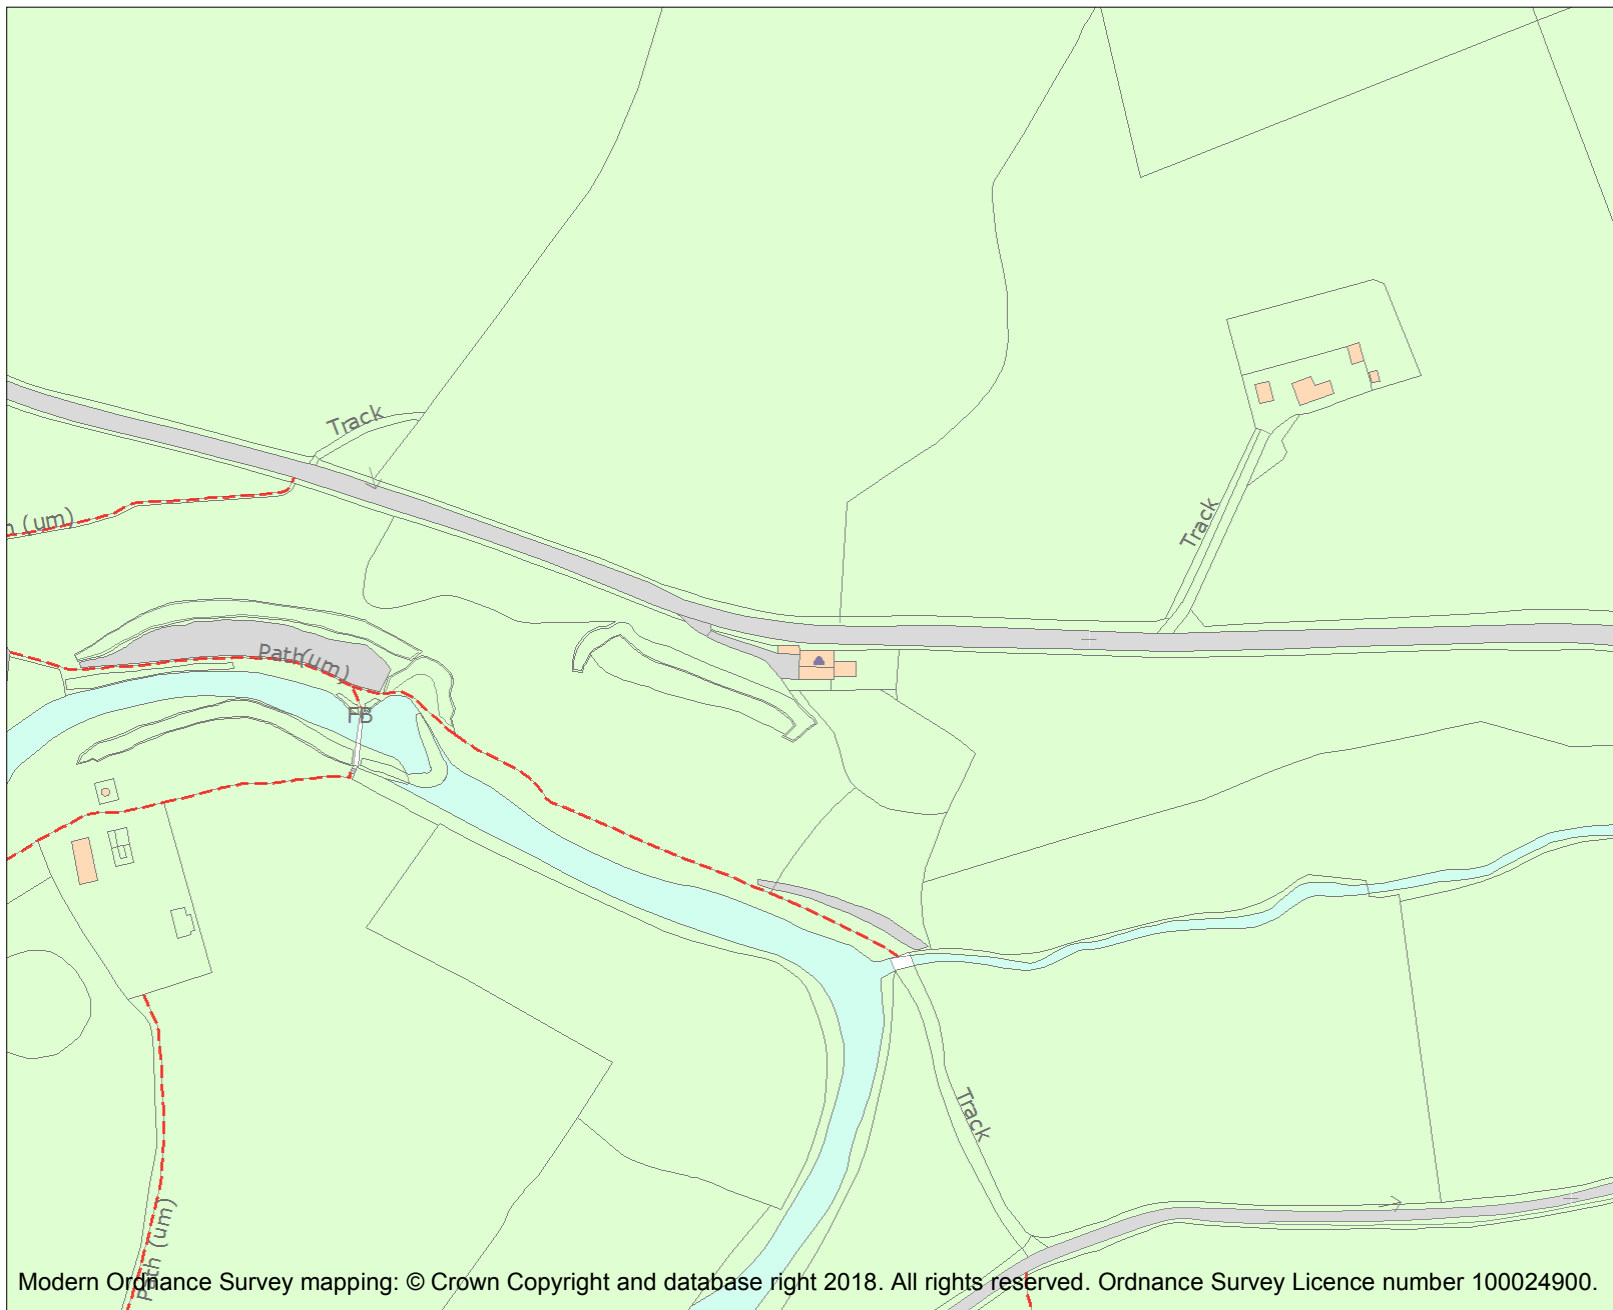 Track
(um)
Track
Path(um)
FB
Track
Path (um)
Modern Ordnance Survey mapping: © Crown Copyright and database right 2018. All rights reserved. Ordnance Survey Licence number 100024900.